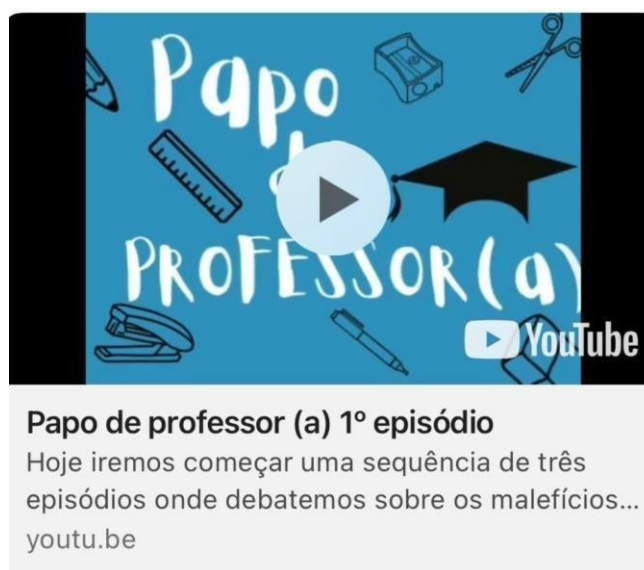 Papo
d
PROFESSOR(a)
YouTube
Papo de professor (a) 1º episódio
Hoje iremos começar uma sequência de três
episódios onde debatemos sobre os malefícios...
youtu.be